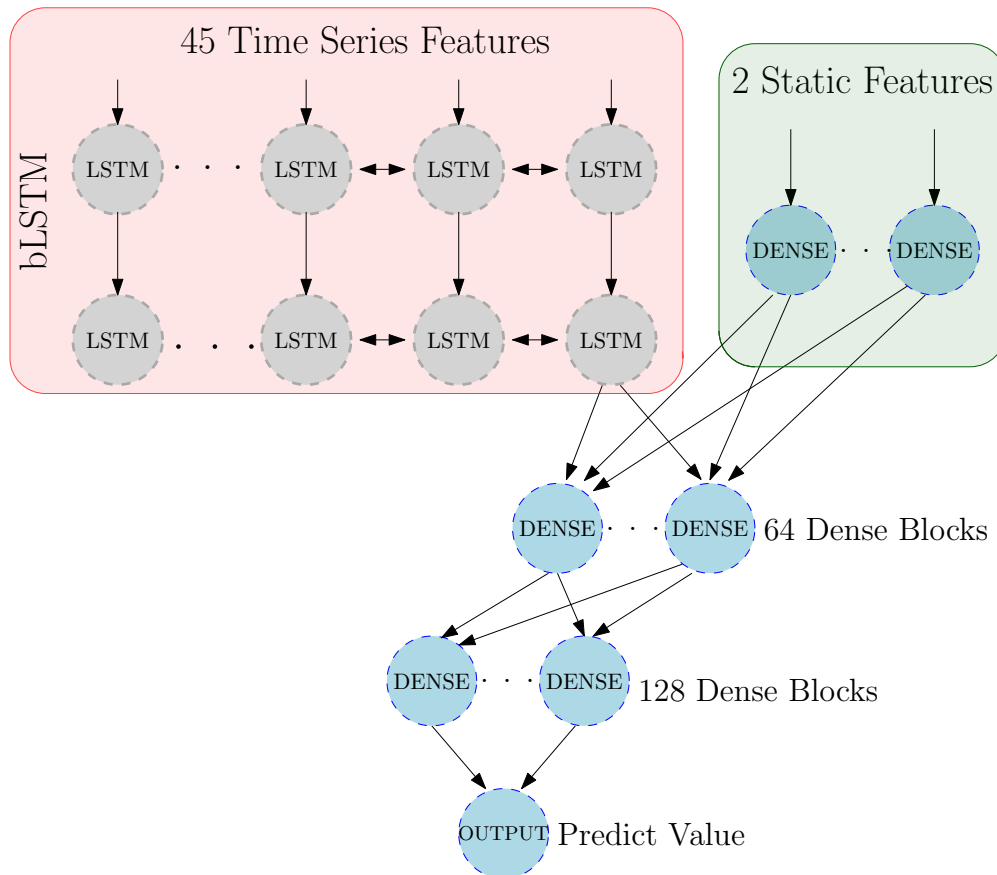 45 Time Series Features
2 Static Features
bLSTM
LSTM LSTM LSTM LSTM
DENSE DENSE
LSTM LSTM LSTM LSTM
DENSE DENSE 64 Dense Blocks
DENSE DENSE 128 Dense Blocks
OUTPUT Predict Value